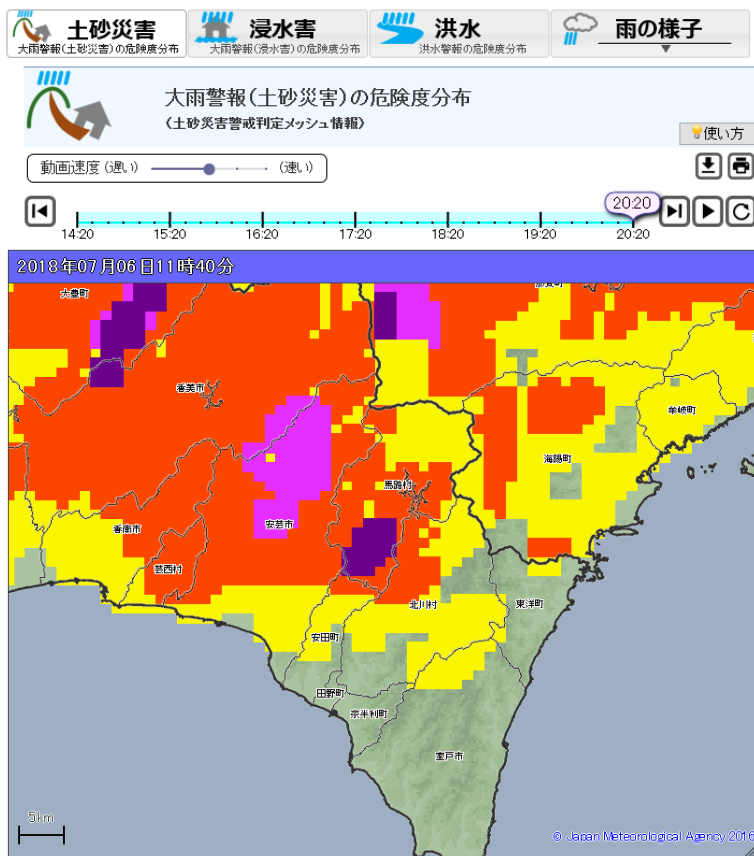 土砂災害
大雨警報(土砂災害)の危険度分布
浸水害
大雨警報(浸水害)の危険度分布
洪水
洪水警報の危険度分布
雨の様子
大雨警報(土砂災害)の危険度分布
(土砂災害警戒判定メッシュ情報)
使い方
動画速度 (遅い)
(速い)
20:20
14:20 15:20 16:20 17:20 18:20 19:20 20:20
2018年07月06日11時40分
大豊町
香美市
牟岐町
海陽町
馬路村
香南市
安芸市
芸西村
北川村
東洋町
安田町
田野町
奈半利町
室戸市
5km
© Japan Meteorological Agency 2016